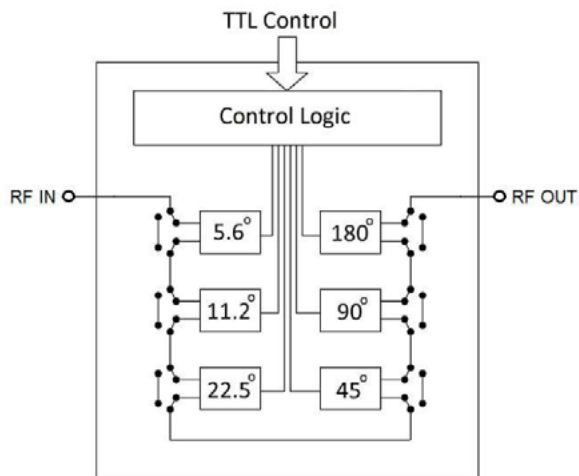 TTL Control
Control Logic
RF IN
RF OUT
5.6°
180°
11.2°
90°
22.5°
45°